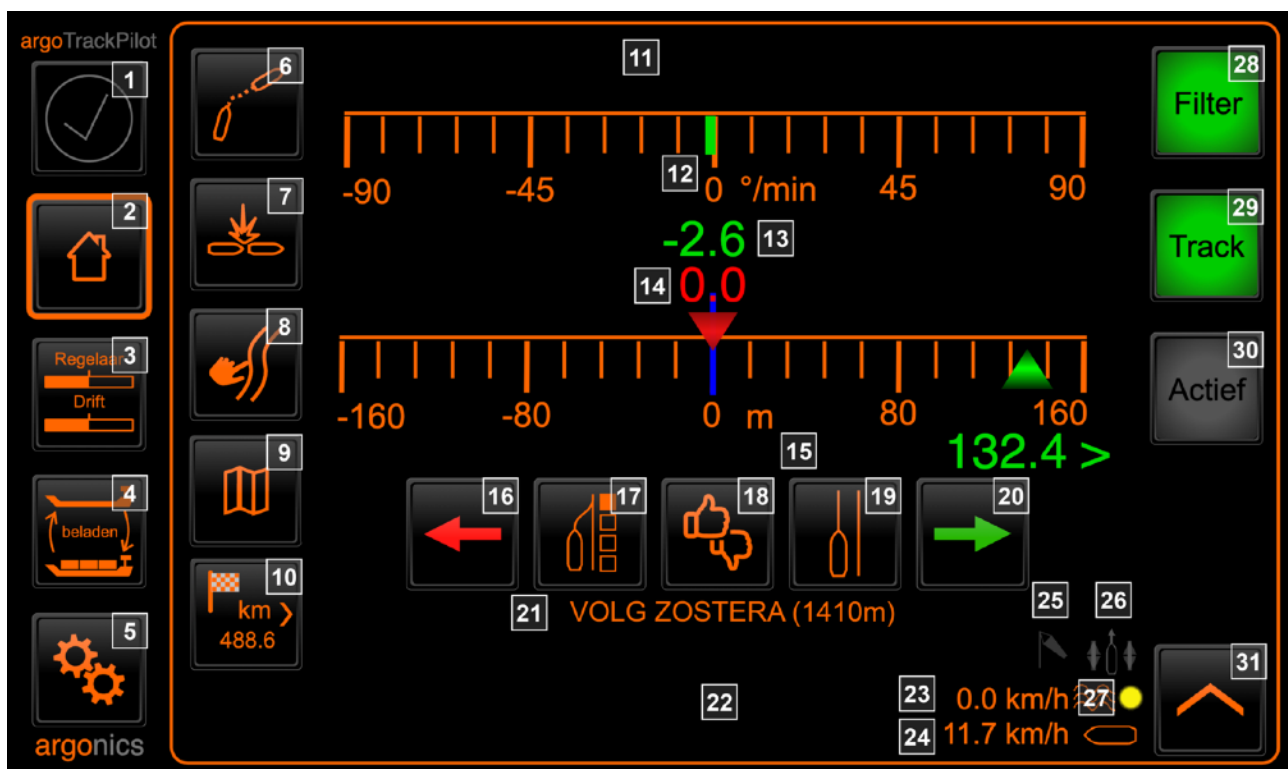 argoTrackPilot
1
2
Regelaar 3
Drift
4
beladen
5
argonics
6
7
8
9
10
km
488.6
11
-90 -45 0 °/min 45 90
12
-2.6 13
14 0.0
-160 -80 0 m 80 160
15
132.4 >
16 17 18 19 20
21 VOLG ZOSTERA (1410m)
22
25 26
23 0.0 km/h 27
24 11.7 km/h
28
Filter
29
Track
30
Actief
31